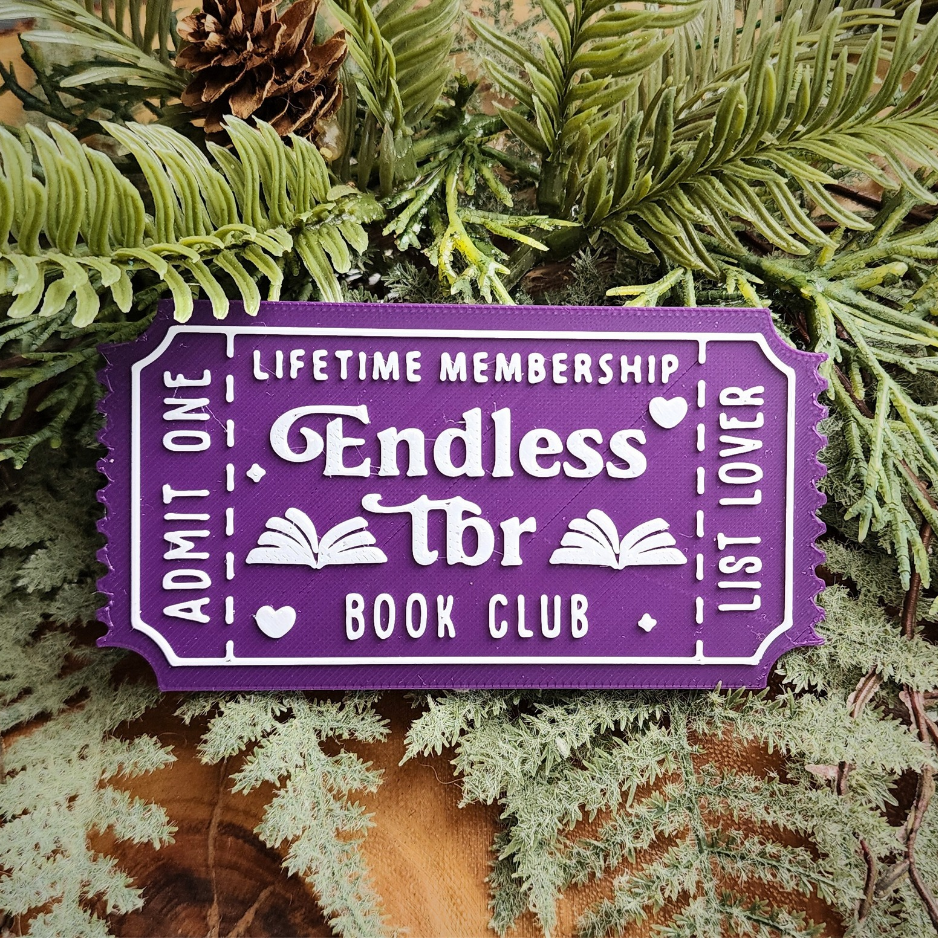 LIFETIME MEMBERSHIP
ADMIT ONE
Endless
Tbr
BOOK CLUB
LIST LOVER